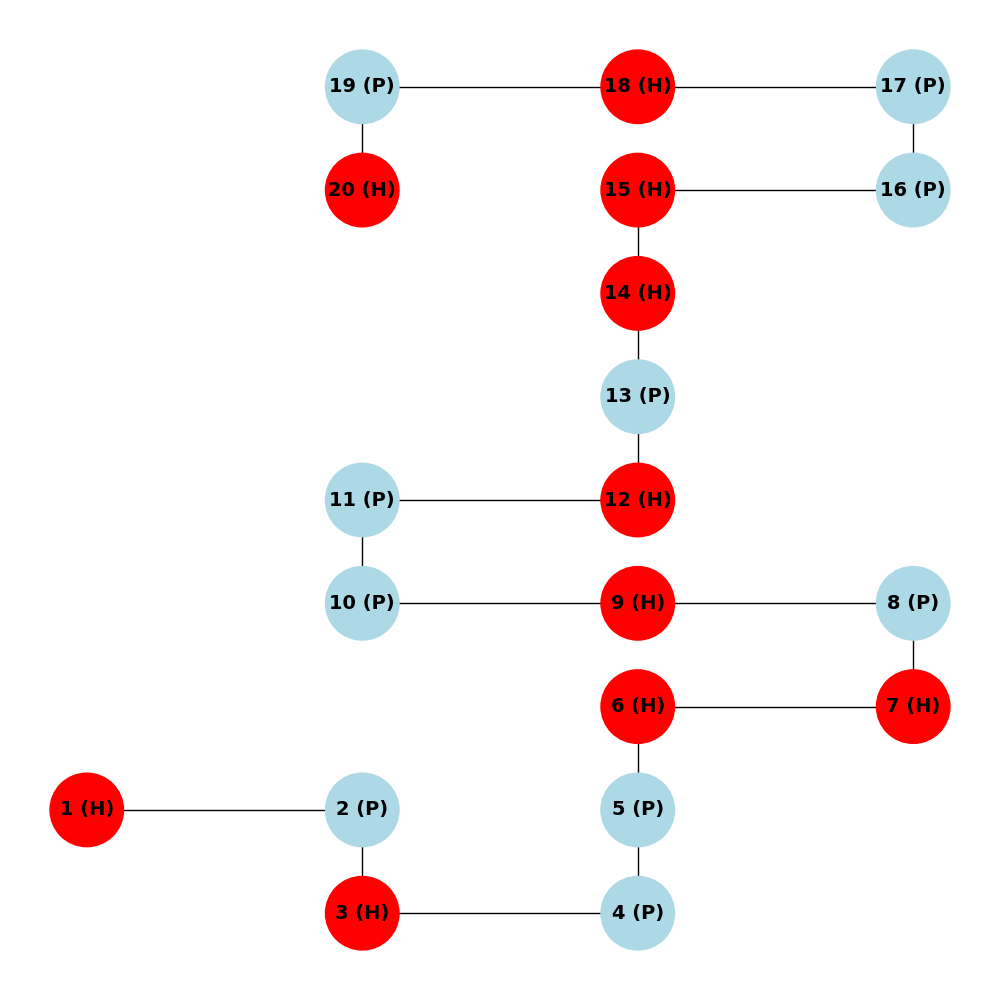 19 (P) 18 (H) 17 (P)
20 (H) 15 (H) 16 (P)
14 (H)
13 (P)
11 (P) 12 (H)
10 (P) 9 (H) 8 (P)
6 (H) 7 (H)
1 (H) 2 (P) 5 (P)
3 (H) 4 (P)